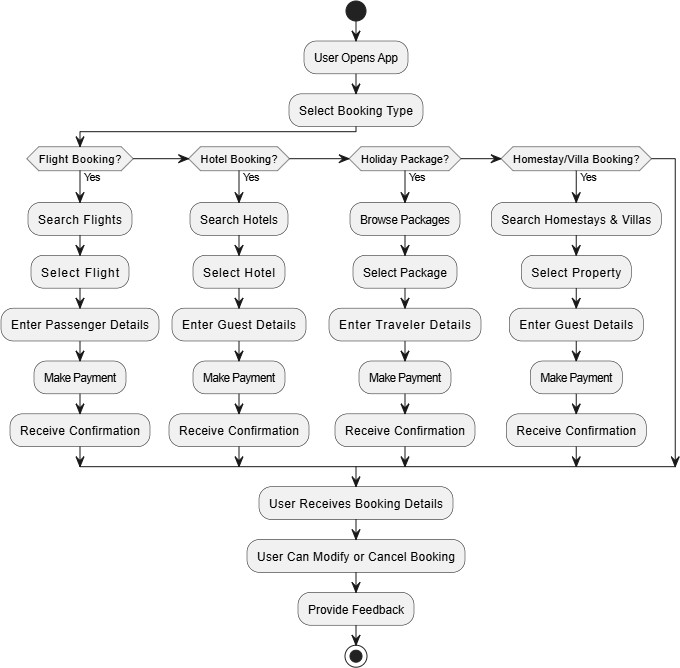 User Opens App
Select Booking Type
Flight Booking?
Hotel Booking?
Holiday Package?
Homestay/Villa Booking?
Yes
Yes
Yes
Yes
Search Flights
Search Hotels
Browse Packages
Search Homestays & Villas
Select Flight
Select Hotel
Select Package
Select Property
Enter Passenger Details
Enter Guest Details
Enter Traveler Details
Enter Guest Details
Make Payment
Make Payment
Make Payment
Make Payment
Receive Confirmation
Receive Confirmation
Receive Confirmation
Receive Confirmation
User Receives Booking Details
User Can Modify or Cancel Booking
Provide Feedback